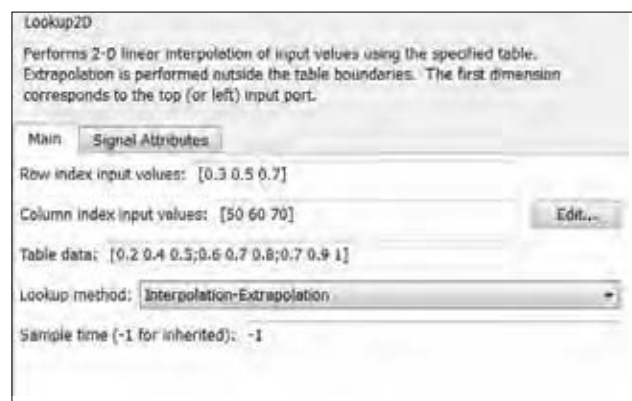 Lookup2D
Performs 2-D linear interpolation of input values using the specified table.
Extrapolation is performed outside the table boundaries. The first dimension
corresponds to the top (or left) input port.
Main Signal Attributes
Row index input values: [0.3 0.5 0.7]
Column index input values: [50 60 70] Edit...
Table data: [0.2 0.4 0.5;0.6 0.7 0.8;0.7 0.9 1]
Lookup method: Interpolation-Extrapolation
Sample time (-1 for inherited): -1